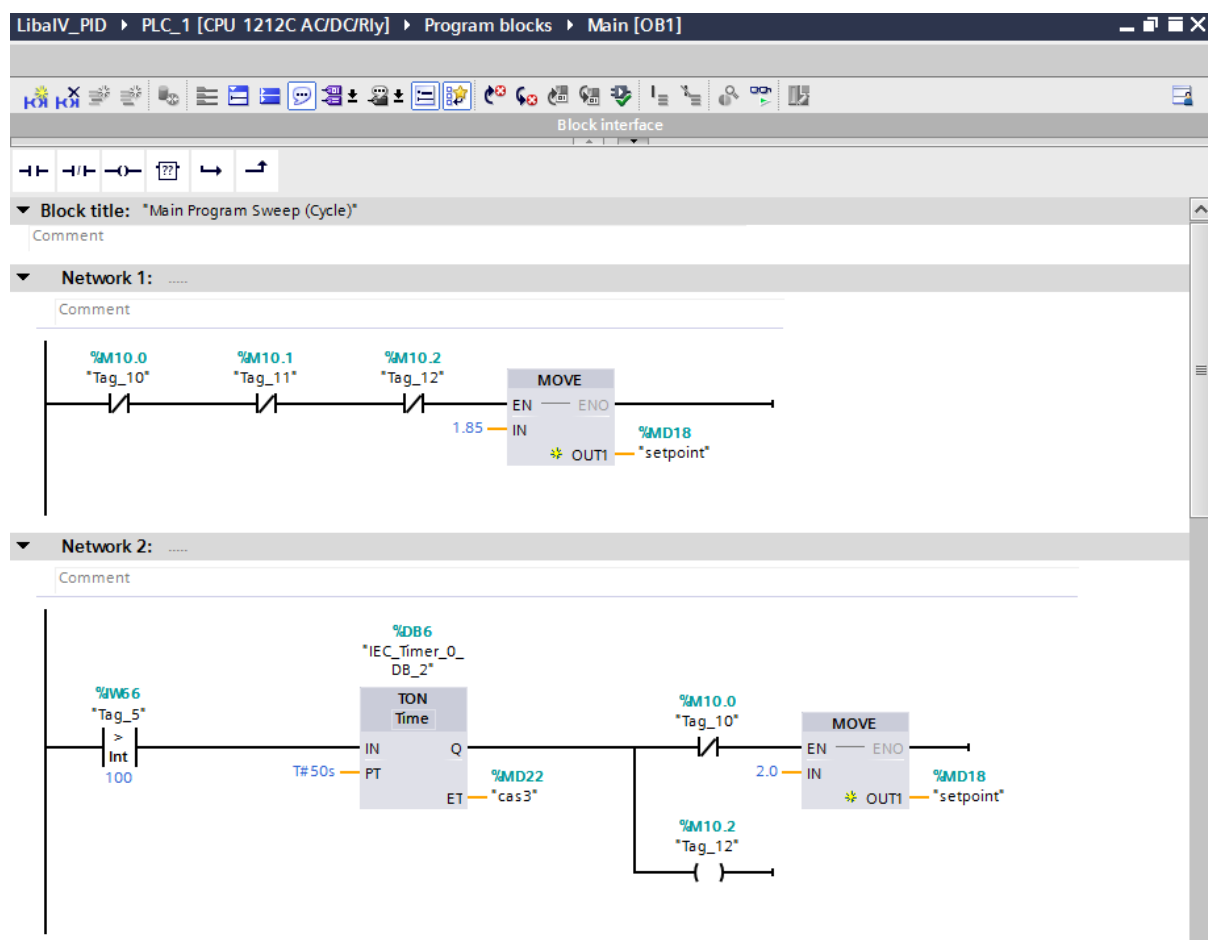 LibalV_PID ▸ PLC_1 [CPU 1212C AC/DC/Rly] ▸ Program blocks ▸ Main [OB1]
Block interface
??
Block title: "Main Program Sweep (Cycle)"
Comment
Network 1: .....
Comment
%M10.0 %M10.1 %M10.2
"Tag_10" "Tag_11" "Tag_12"
MOVE
EN ENO
1.85 IN
%MD18
OUT1 "setpoint"
Network 2: .....
Comment
%DB6
"IEC_Timer_0_
DB_2"
%IW66 TON %M10.0
"Tag_5" Time "Tag_10" MOVE
>
Int
100
IN Q EN ENO
T#50s PT %MD22 2.0 IN %MD18
ET "cas3" OUT1 "setpoint"
%M10.2
"Tag_12"